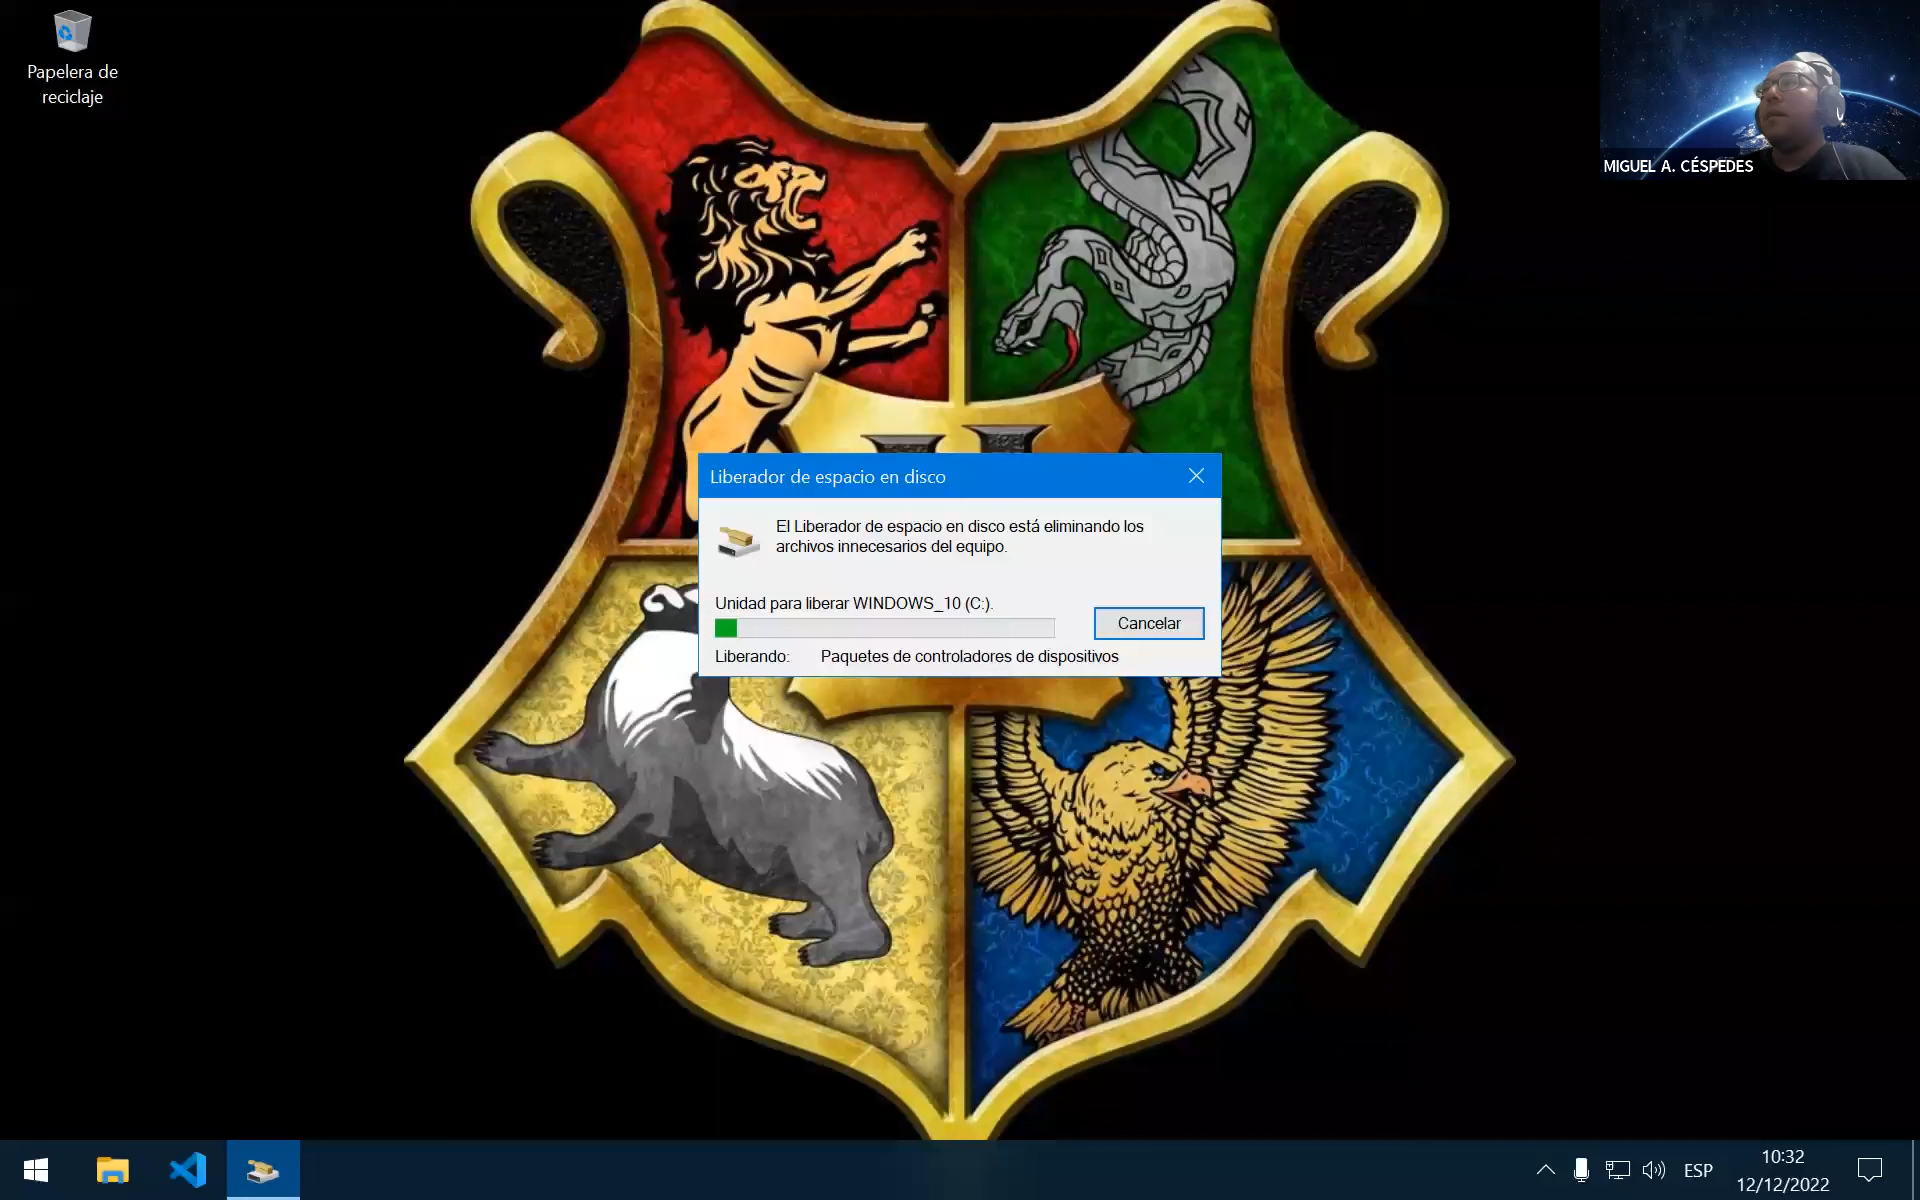 Papelera de
reciclaje
MIGUEL A. CÉSPEDES
Liberador de espacio en disco
El Liberador de espacio en disco está eliminando los
archivos innecesarios del equipo.
Unidad para liberar WINDOWS_10 (C:).
Cancelar
Liberando: Paquetes de controladores de dispositivos
ESP
10:32
12/12/2022